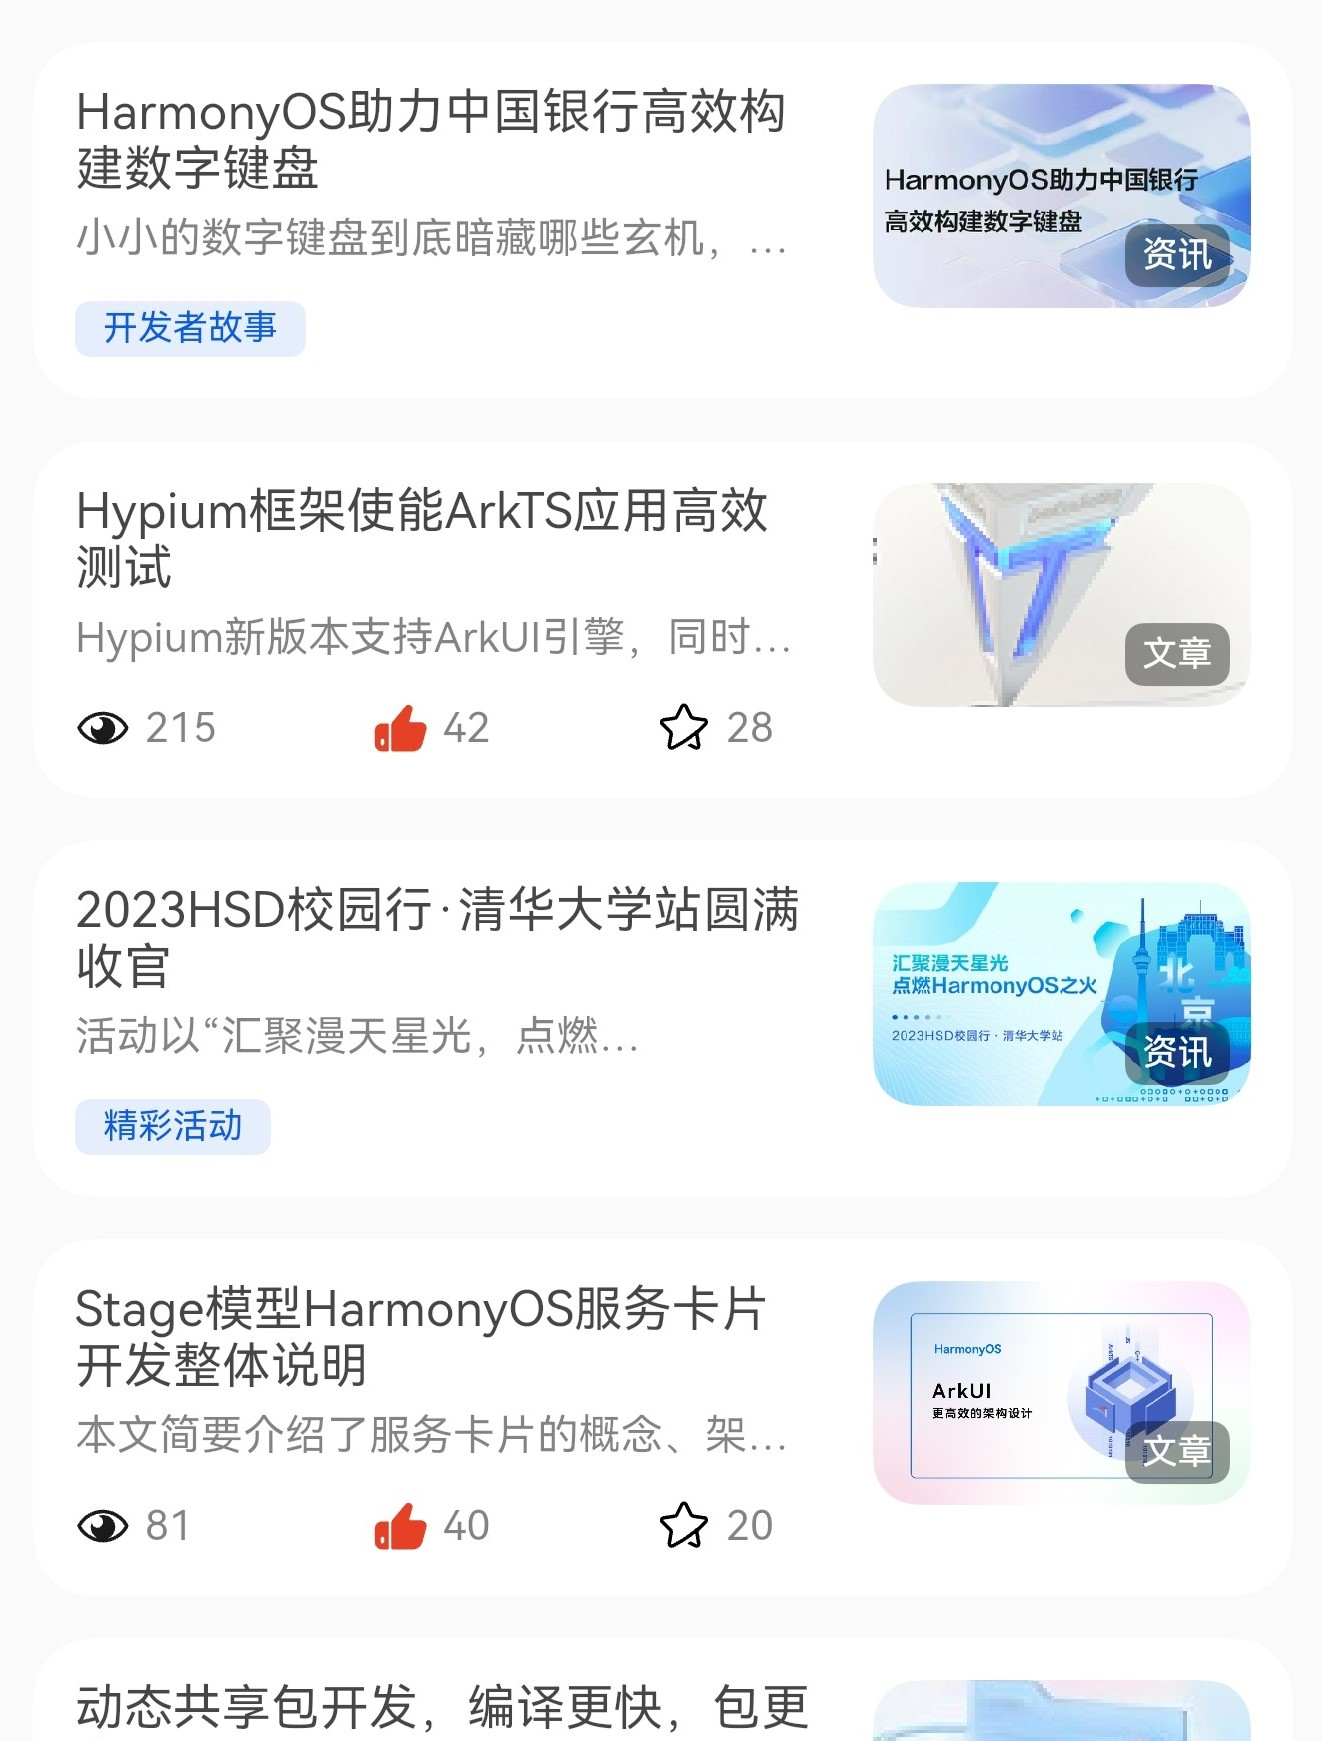 HarmonyOS助力中国银行高效构
建数字键盘
小小的数字键盘到底暗藏哪些玄机，...
开发者故事
HarmonyOS助力中国银行
高效构建数字键盘
资讯
Hypium框架使能ArkTS应用高效
测试
Hypium新版本支持ArkUI引擎，同时...
215
42
28
文章
2023HSD校园行·清华大学站圆满
收官
活动以“汇聚漫天星光，点燃...
精彩活动
汇聚漫天星光
点燃HarmonyOS之火
2023HSD校园行·清华大学站
北
京
资讯
Stage模型HarmonyOS服务卡片
开发整体说明
本文简要介绍了服务卡片的概念、架...
81
40
20
HarmonyOS
ArkUI
更高效的架构设计
文章
动态共享包开发，编译更快，包更